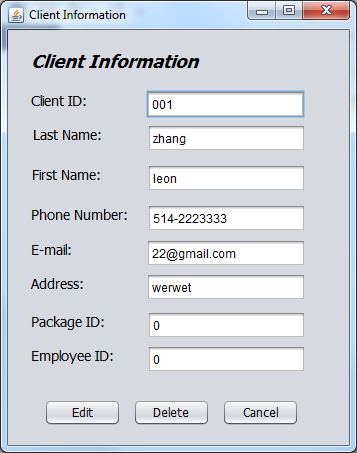 Client Information
Client Information
Client ID: 001
Last Name: zhang
First Name: leon
Phone Number: 514-2223333
E-mail: 22@gmail.com
Address: werwet
Package ID: 0
Employee ID: 0
Edit Delete Cancel